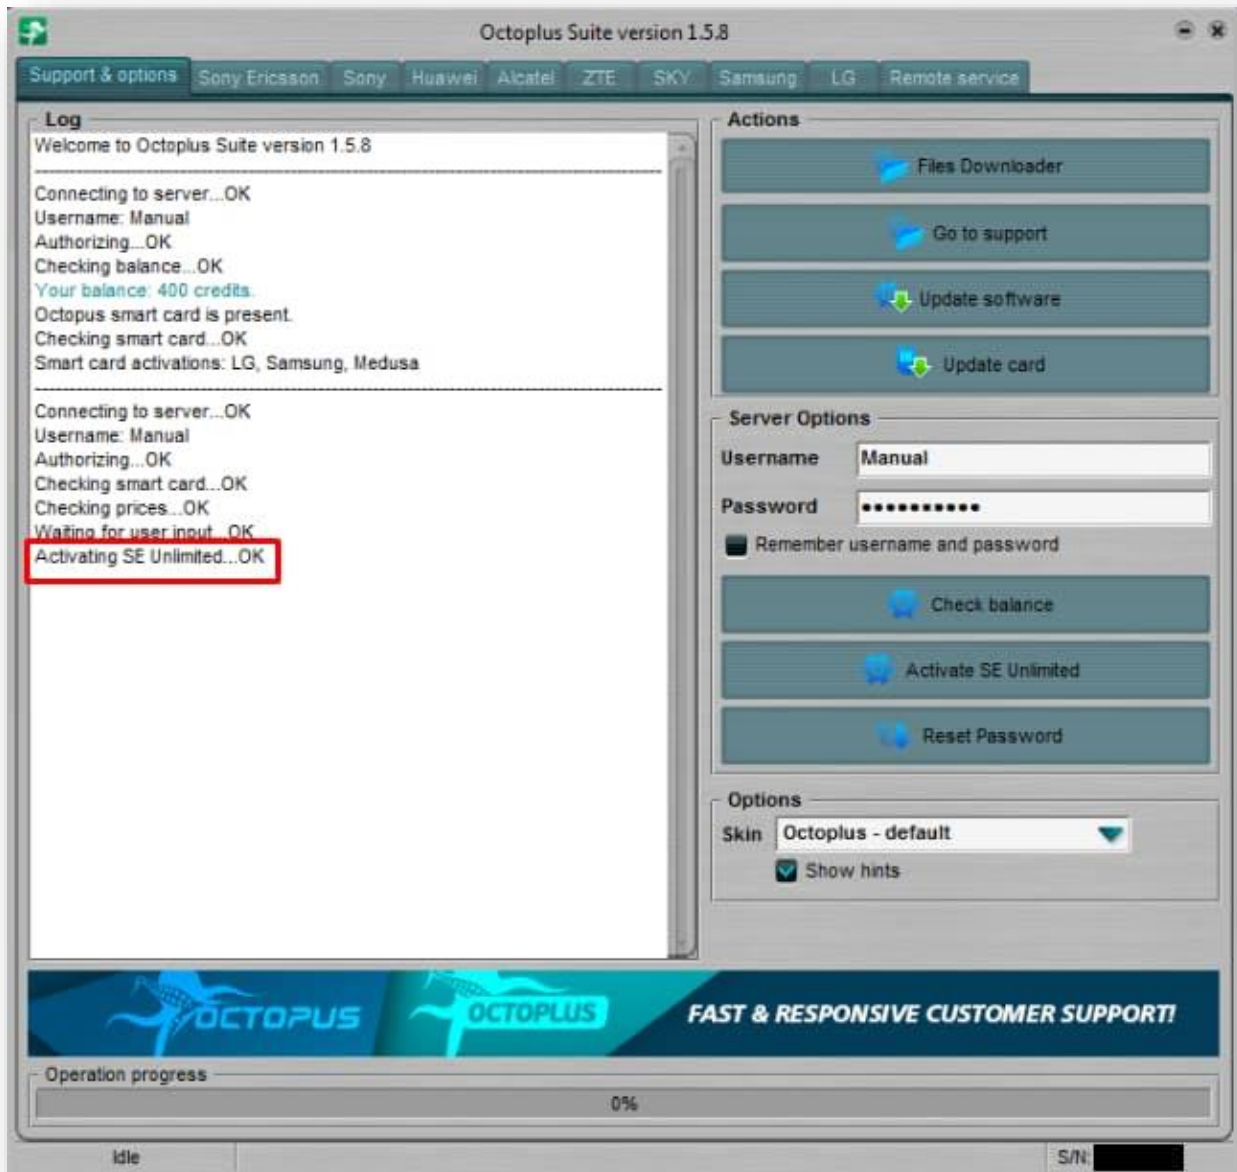 Octoplus Suite version 1.5.8
Support & options Sony Ericsson Sony Huawei Alcatel ZTE SKY Samsung LG Remote service
Log
Welcome to Octoplus Suite version 1.5.8
Connecting to server...OK
Username: Manual
Authorizing...OK
Checking balance...OK
Your balance: 400 credits.
Octopus smart card is present.
Checking smart card...OK
Smart card activations: LG, Samsung, Medusa
Connecting to server...OK
Username: Manual
Authorizing...OK
Checking smart card...OK
Checking prices...OK
Waiting for user input...OK
Activating SE Unlimited...OK
Actions
Files Downloader
Go to support
Update software
Update card
Server Options
Username Manual
Password ••••••••••
Remember username and password
Check balance
Activate SE Unlimited
Reset Password
Options
Skin Octoplus - default
Show hints
OCTOPUS OCTOPLUS FAST & RESPONSIVE CUSTOMER SUPPORT!
Operation progress
0%
Idle S/N: